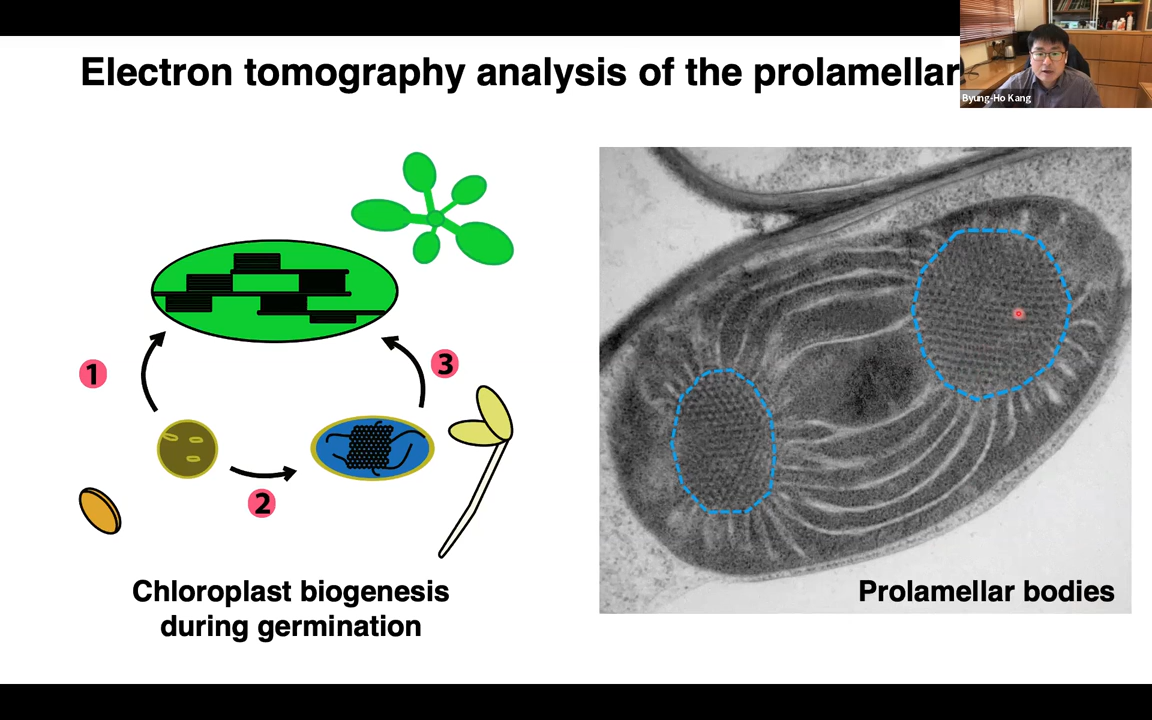 Electron tomography analysis of the prolamellar
Byung-Ho Kang
1
3
2
Chloroplast biogenesis
during germination
Prolamellar bodies